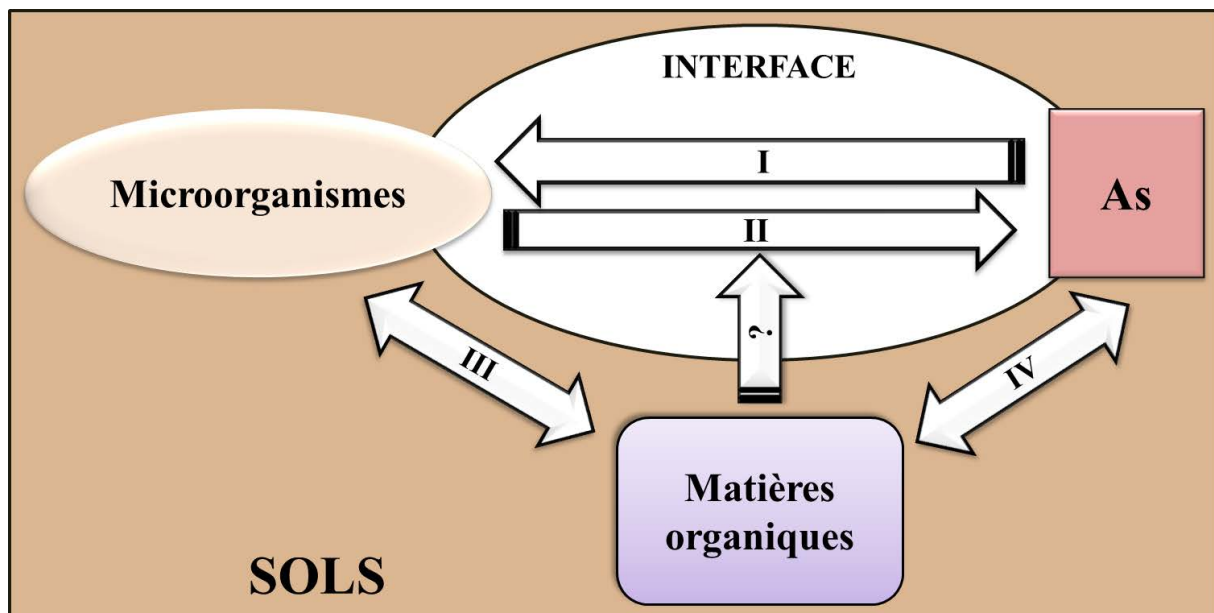 INTERFACE
I
Microorganismes
As
II
?
III
IV
Matières
organiques
SOLS